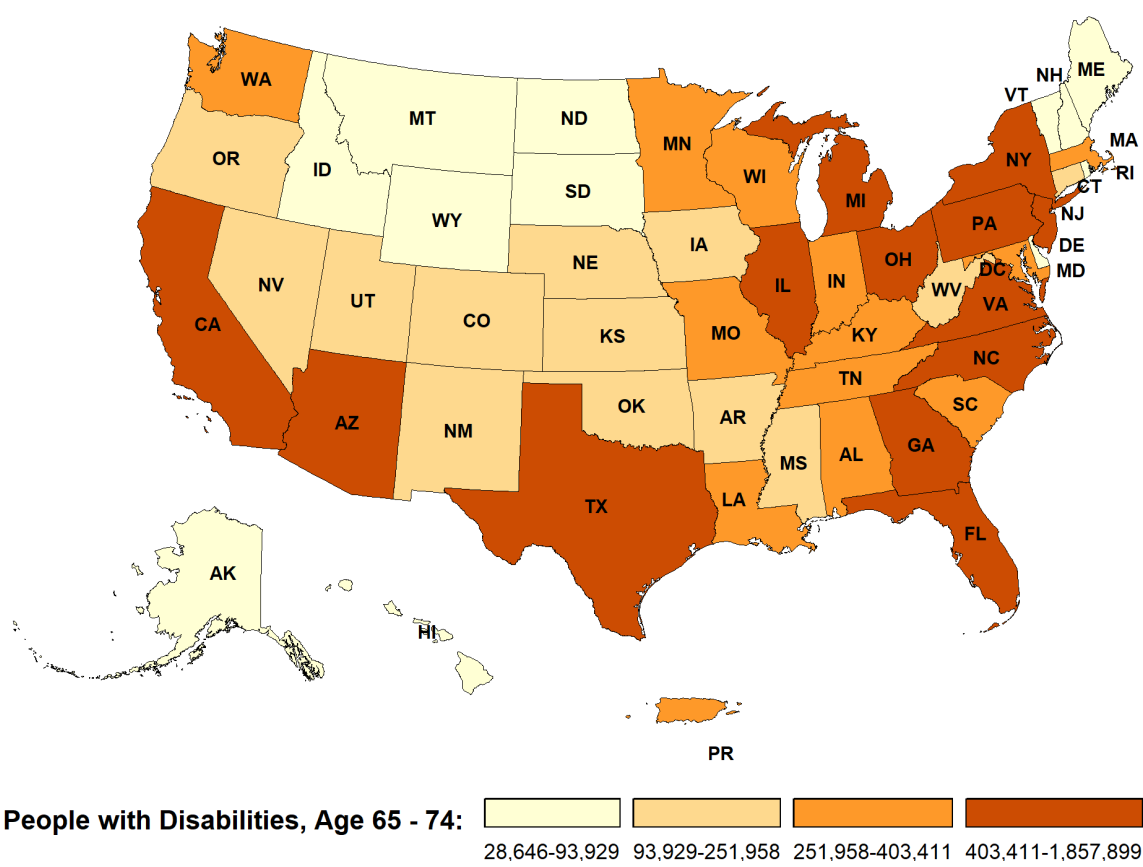 NH
ME
VT
WA
MT
ND
MN
MA
OR
ID
SD
WI
NY
RI
CT
WY
MI
NJ
PA
IA
DE
NE
OH
DC
MD
NV
UT
IL
IN
WV
VA
CO
KS
CA
MO
KY
NC
TN
OK
AR
SC
AZ
NM
GA
MS
AL
LA
TX
FL
AK
HI
PR
People with Disabilities, Age 65 - 74:
28,646-93,929 93,929-251,958 251,958-403,411 403,411-1,857,899